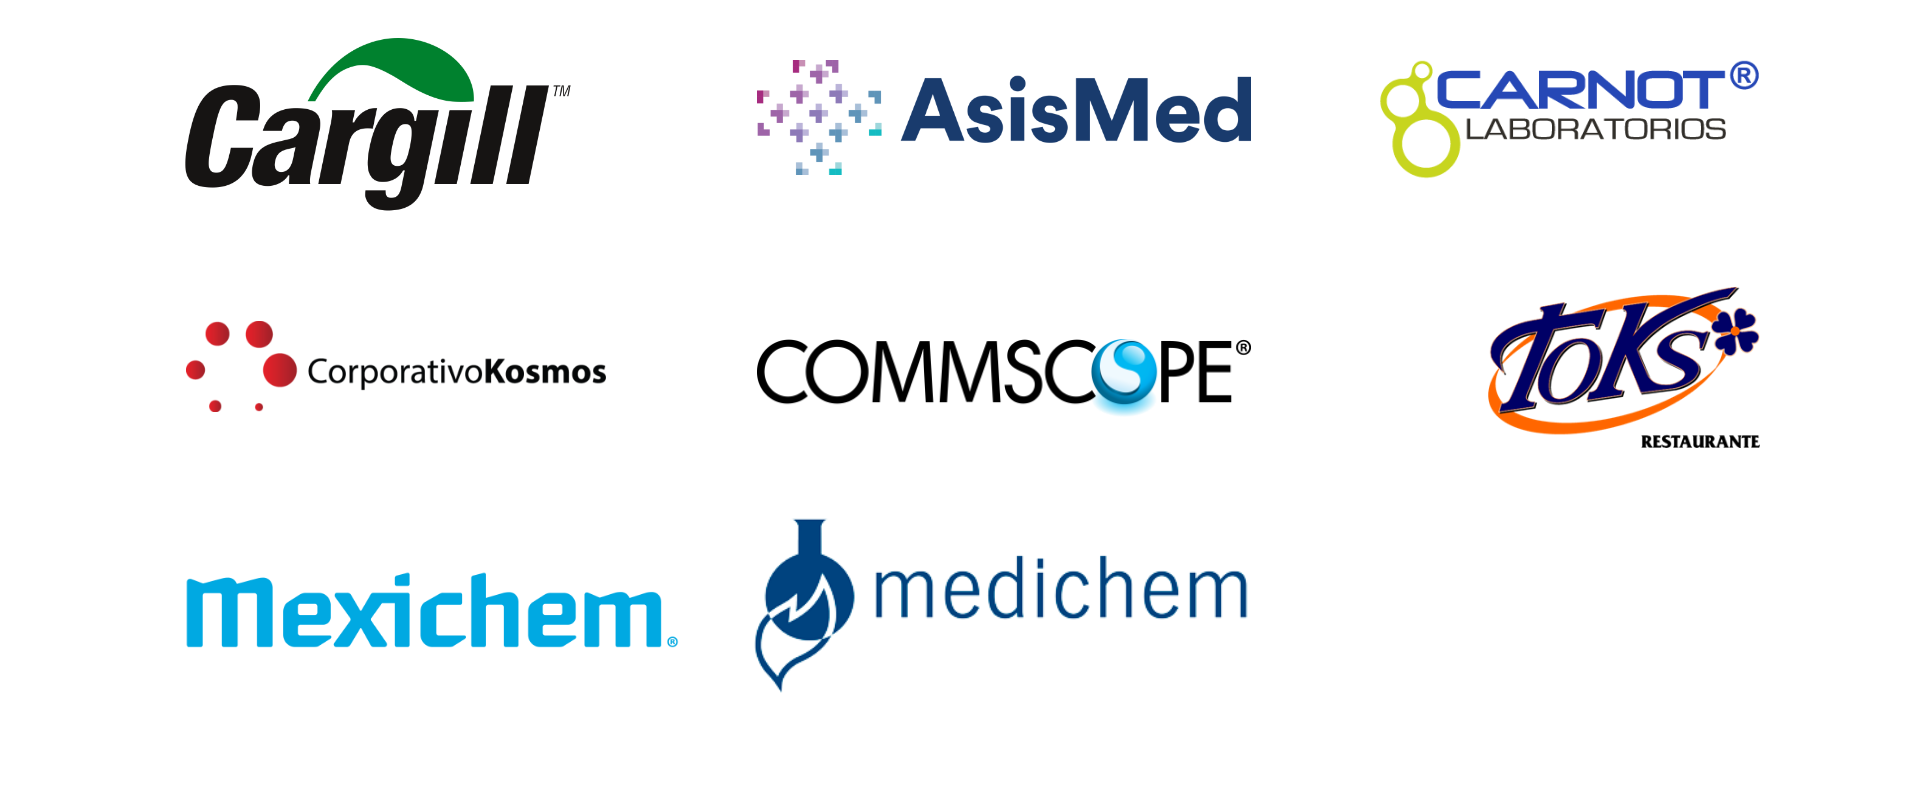 Cargill™
AsisMed
CARNOT®
LABORATORIOS
CorporativoKosmos
COMMSCOPE®
TOKS
RESTAURANTE
Mexichem®
medichem